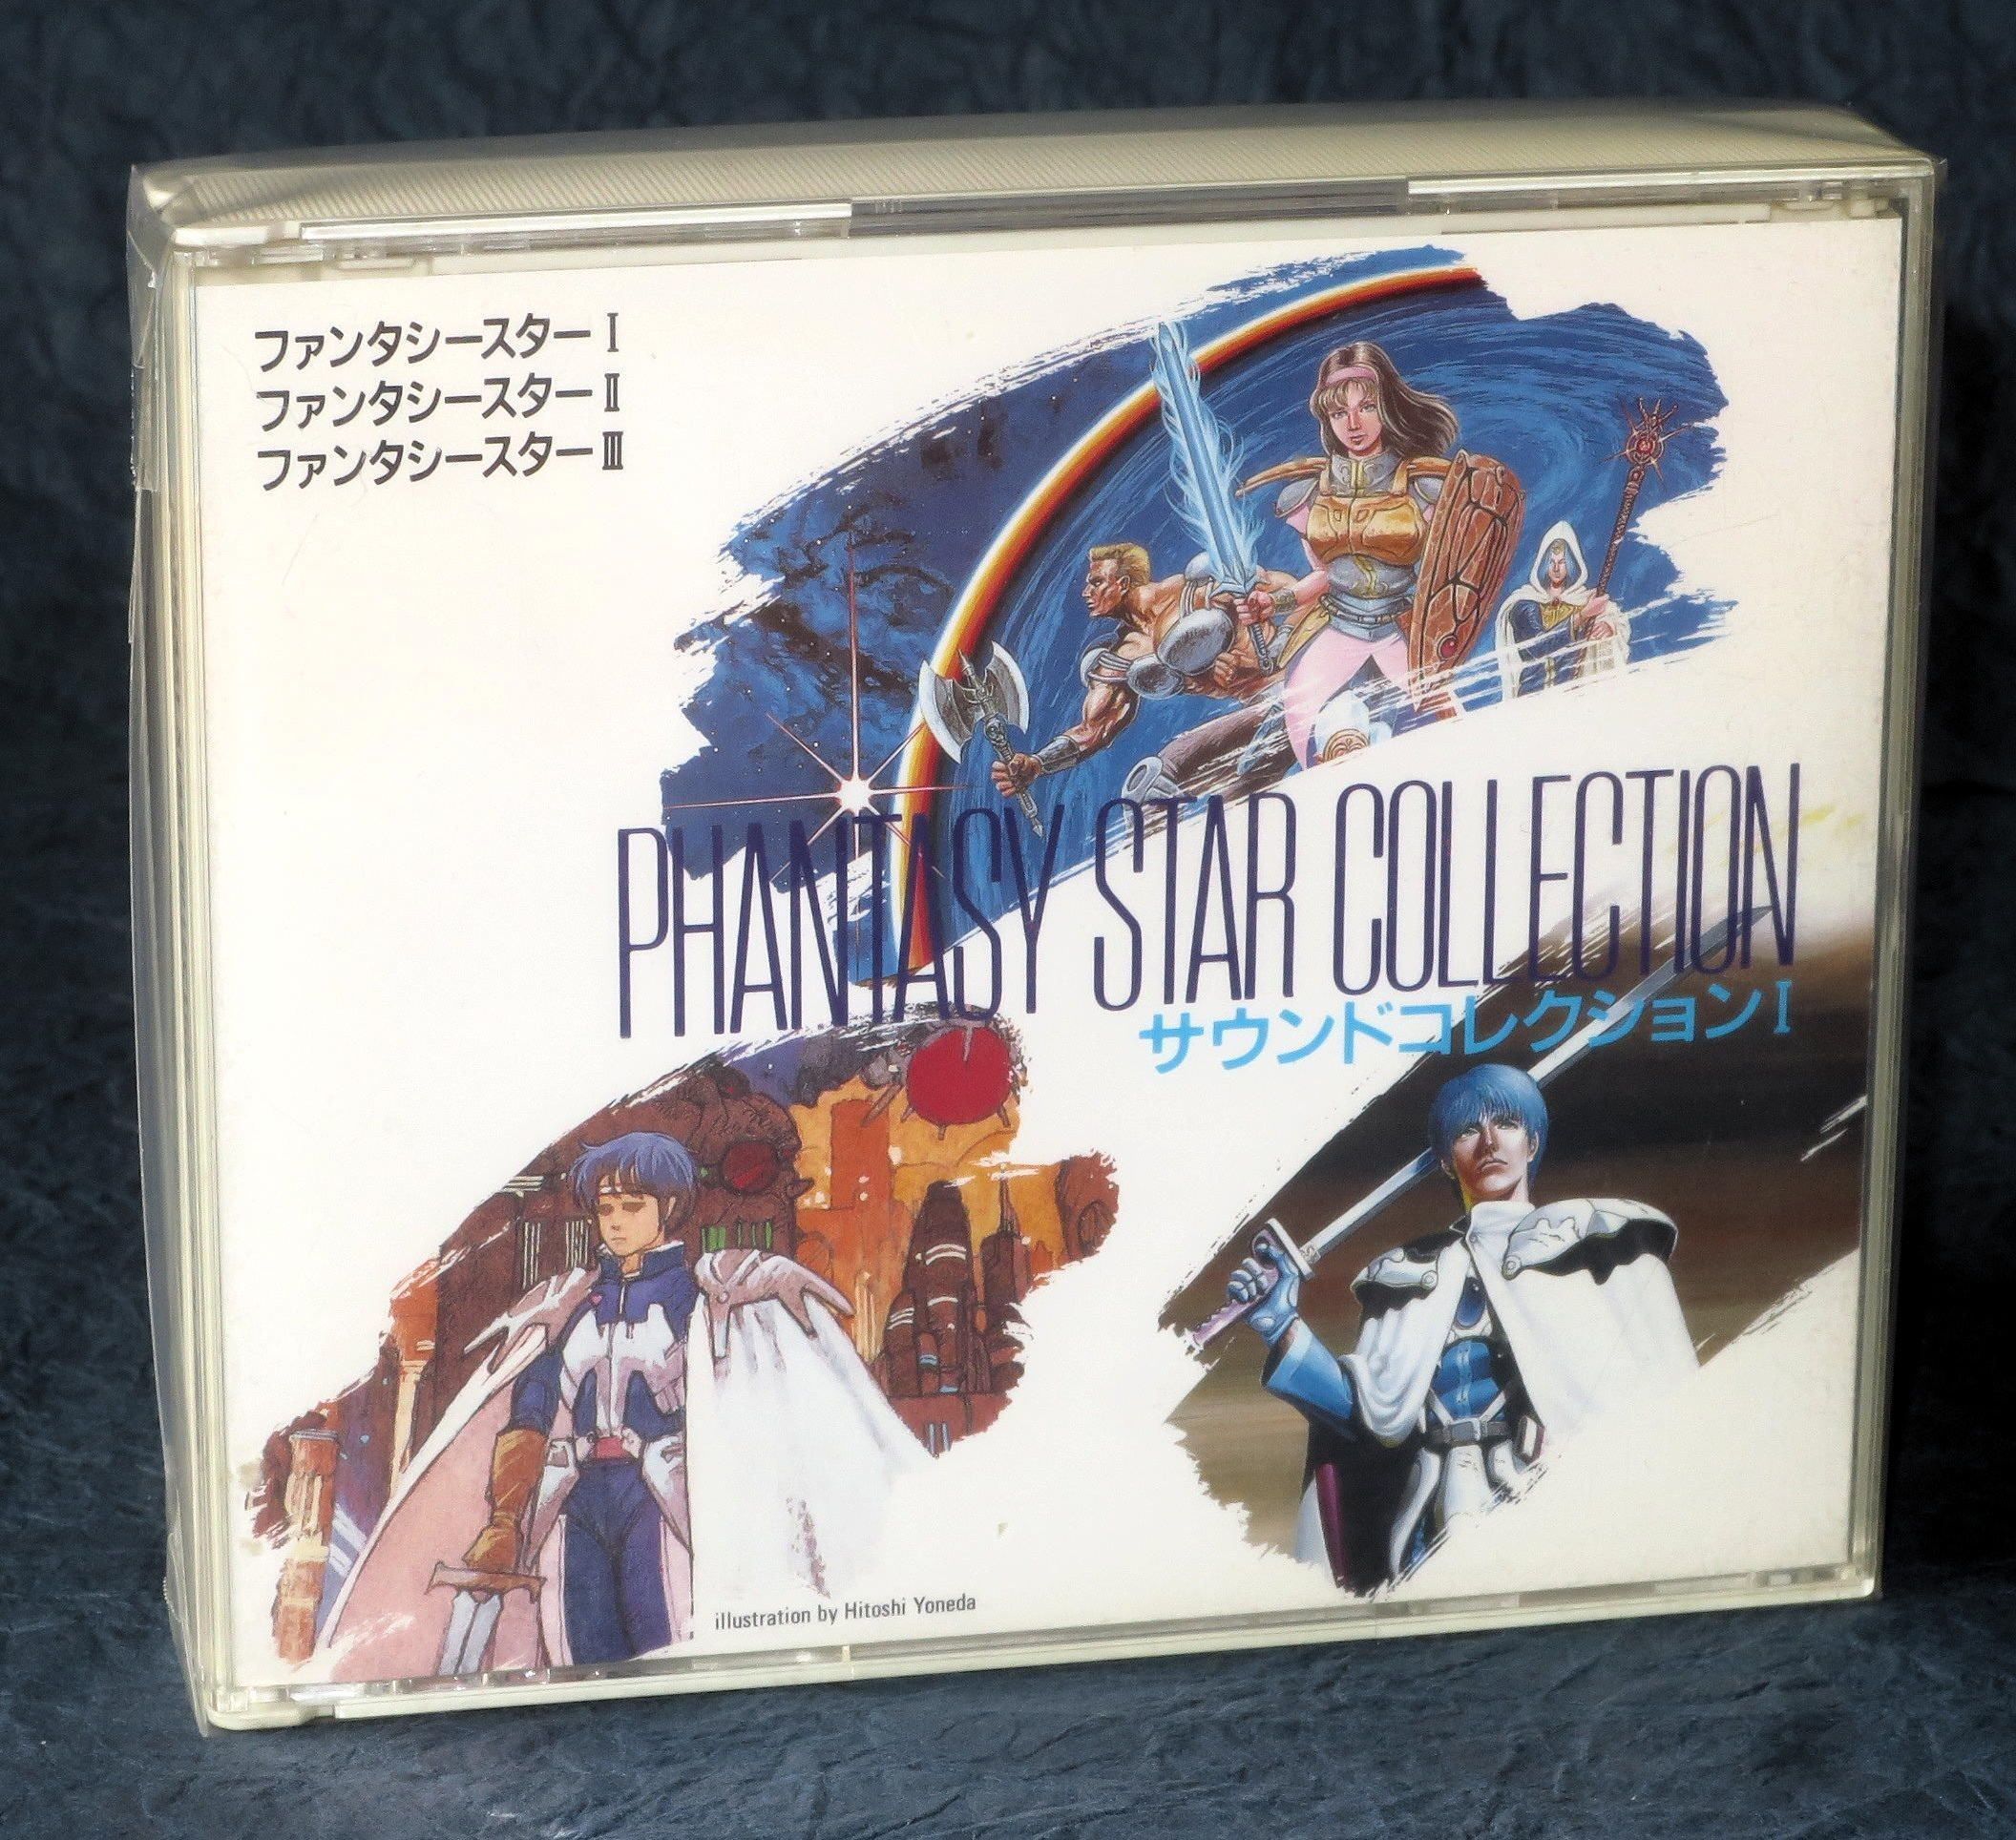 ファンタシースターⅠ
ファンタシースターⅡ
ファンタシースターⅢ
PHANTASY STAR COLLECTION
サウンドコレクションⅠ
illustration by Hitoshi Yoneda